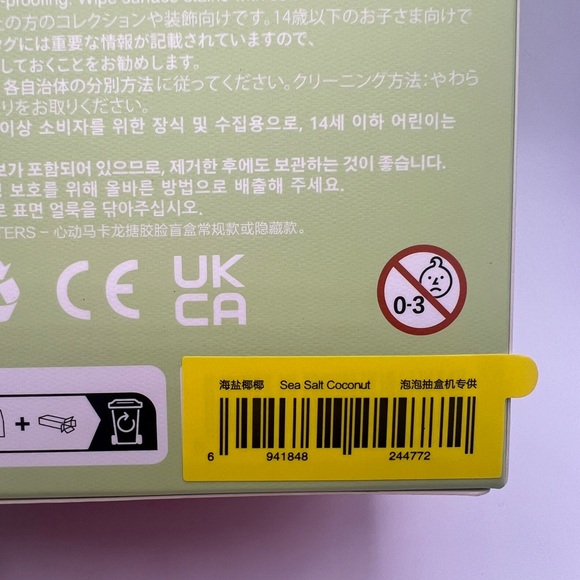 -proofing. Wipe surface stains with
の方のコレクションや装飾向けです。14歳以下のお子さま向けで
グには重要な情報が記載されていますので、
しておくことをお勧めします。
各自治体の分別方法に従ってください。クリーニング方法：やわら
りをお取りください。
이상 소비자를 위한 장식 및 수집용으로, 14세 이하 어린이는
가 포함되어 있으므로, 제거한 후에도 보관하는 것이 좋습니다.
보호를 위해 올바른 방법으로 배출해 주세요.
로 표면 얼룩을 닦아주십시오.
TERS – 心动马卡龙搪胶脸盲盒常规款或隐藏款。
CE UK
CA
0-3
海盐椰椰 Sea Salt Coconut 泡泡抽盒机专供
6 941848 244772